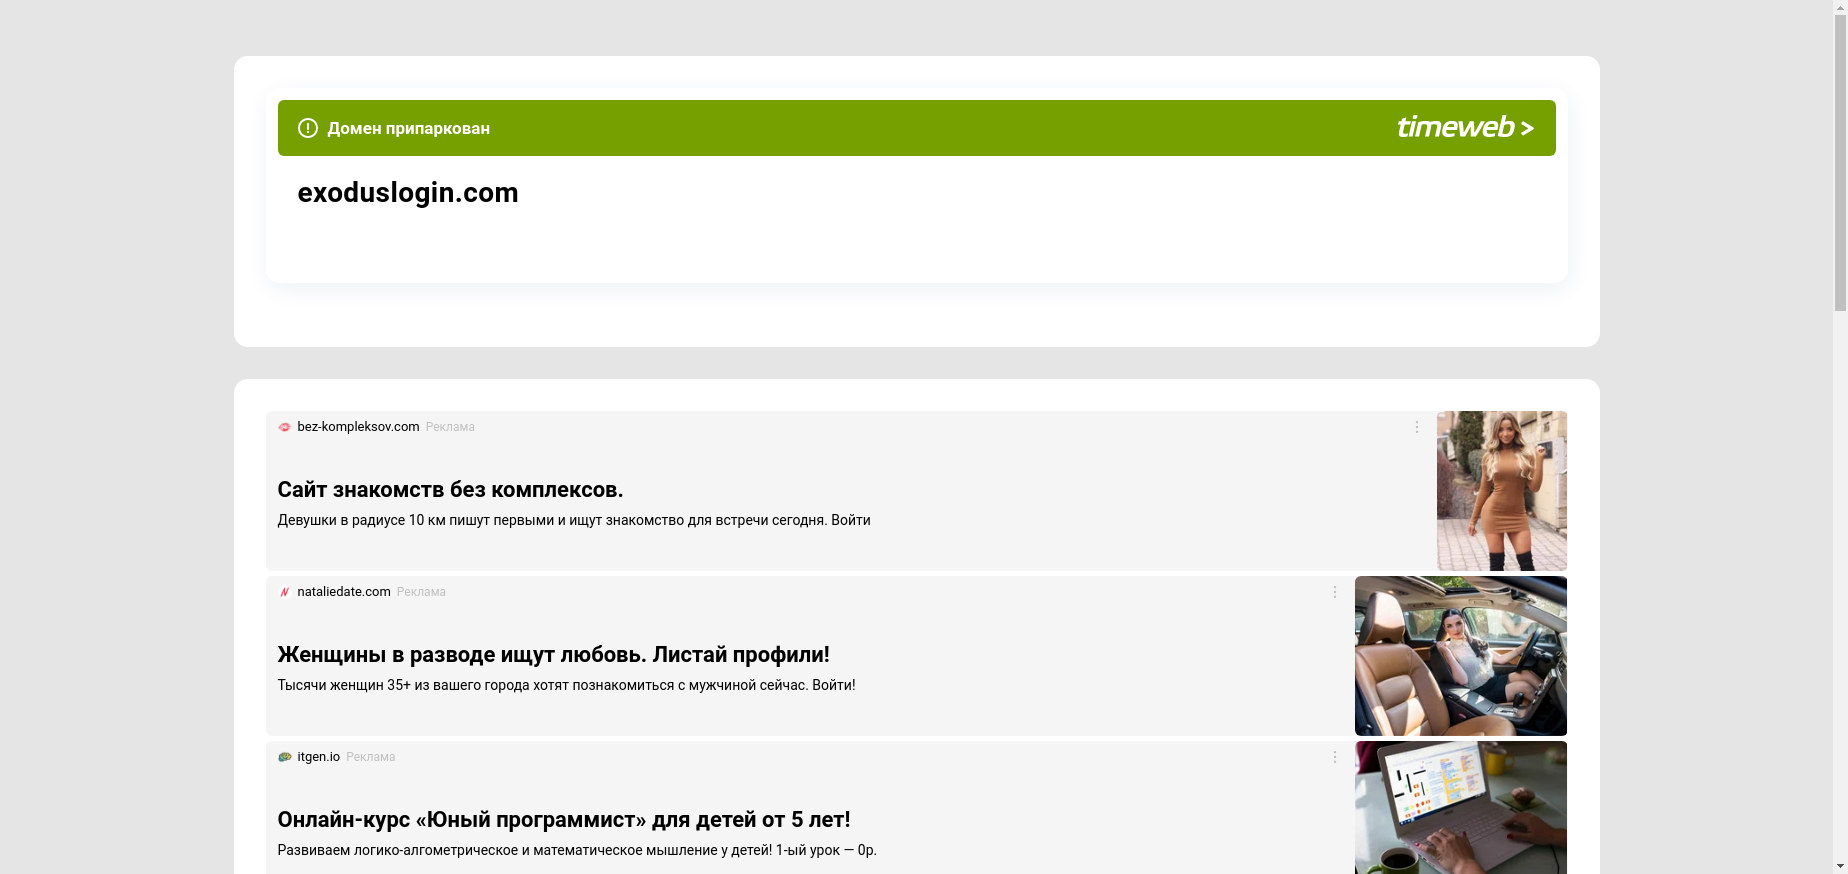 Домен припаркован
timeweb >
exoduslogin.com
bez-kompleksov.com Реклама
Сайт знакомств без комплексов.
Девушки в радиусе 10 км пишут первыми и ищут знакомство для встречи сегодня. Войти
nataliedate.com Реклама
Женщины в разводе ищут любовь. Листай профили!
Тысячи женщин 35+ из вашего города хотят познакомиться с мужчиной сейчас. Войти!
itgen.io Реклама
Онлайн-курс «Юный программист» для детей от 5 лет!
Развиваем логико-алгометрическое и математическое мышление у детей! 1-ый урок — 0р.